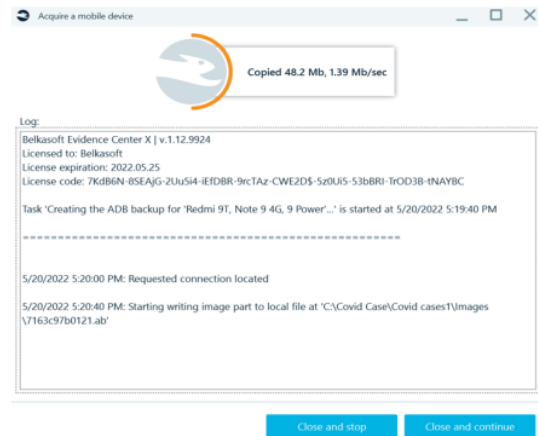 Acquire a mobile device
Copied 48.2 Mb, 1.39 Mb/sec
Log:
Belkasoft Evidence Center X | v.1.12.9924
Licensed to: Belkasoft
License expiration: 2022.05.25
License code: 7KdB6N-8SEAjG-2Uu5i4-iEfDBR-9rcTAz-CWE2D$-5z0Ui5-53bBRI-TrOD3B-tNAYBC
Task 'Creating the ADB backup for 'Redmi 9T, Note 9 4G, 9 Power'...' is started at 5/20/2022 5:19:40 PM
=======================================================
5/20/2022 5:20:00 PM: Requested connection located
5/20/2022 5:20:40 PM: Starting writing image part to local file at 'C:\Covid Case\Covid cases1\Images
\7163c97b0121.ab'
Close and stop
Close and continue